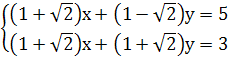 (1 + √2)x + (1 − √2)y = 5
(1 + √2)x + (1 + √2)y = 3